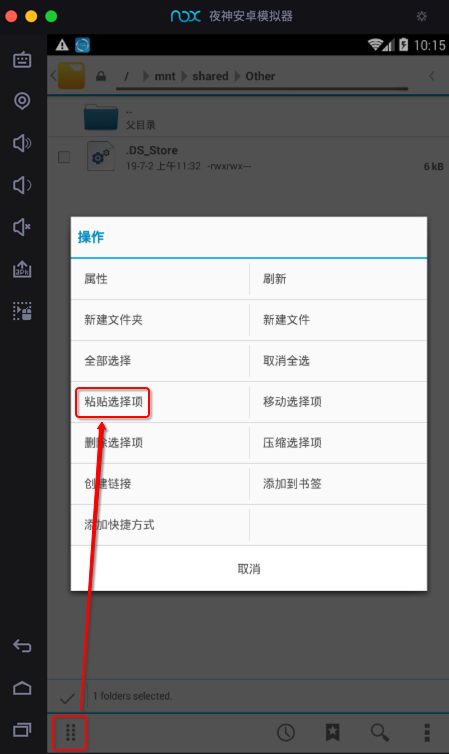 nox 夜神安卓模拟器
10:15
/ mnt shared Other
..
父目录
.DS_Store
19-7-2 上午11:32 -rwxrwx---
6 kB
操作
属性 刷新
新建文件夹 新建文件
全部选择 取消全选
粘贴选择项 移动选择项
删除选择项 压缩选择项
创建链接 添加到书签
添加快捷方式
取消
1 folders selected.